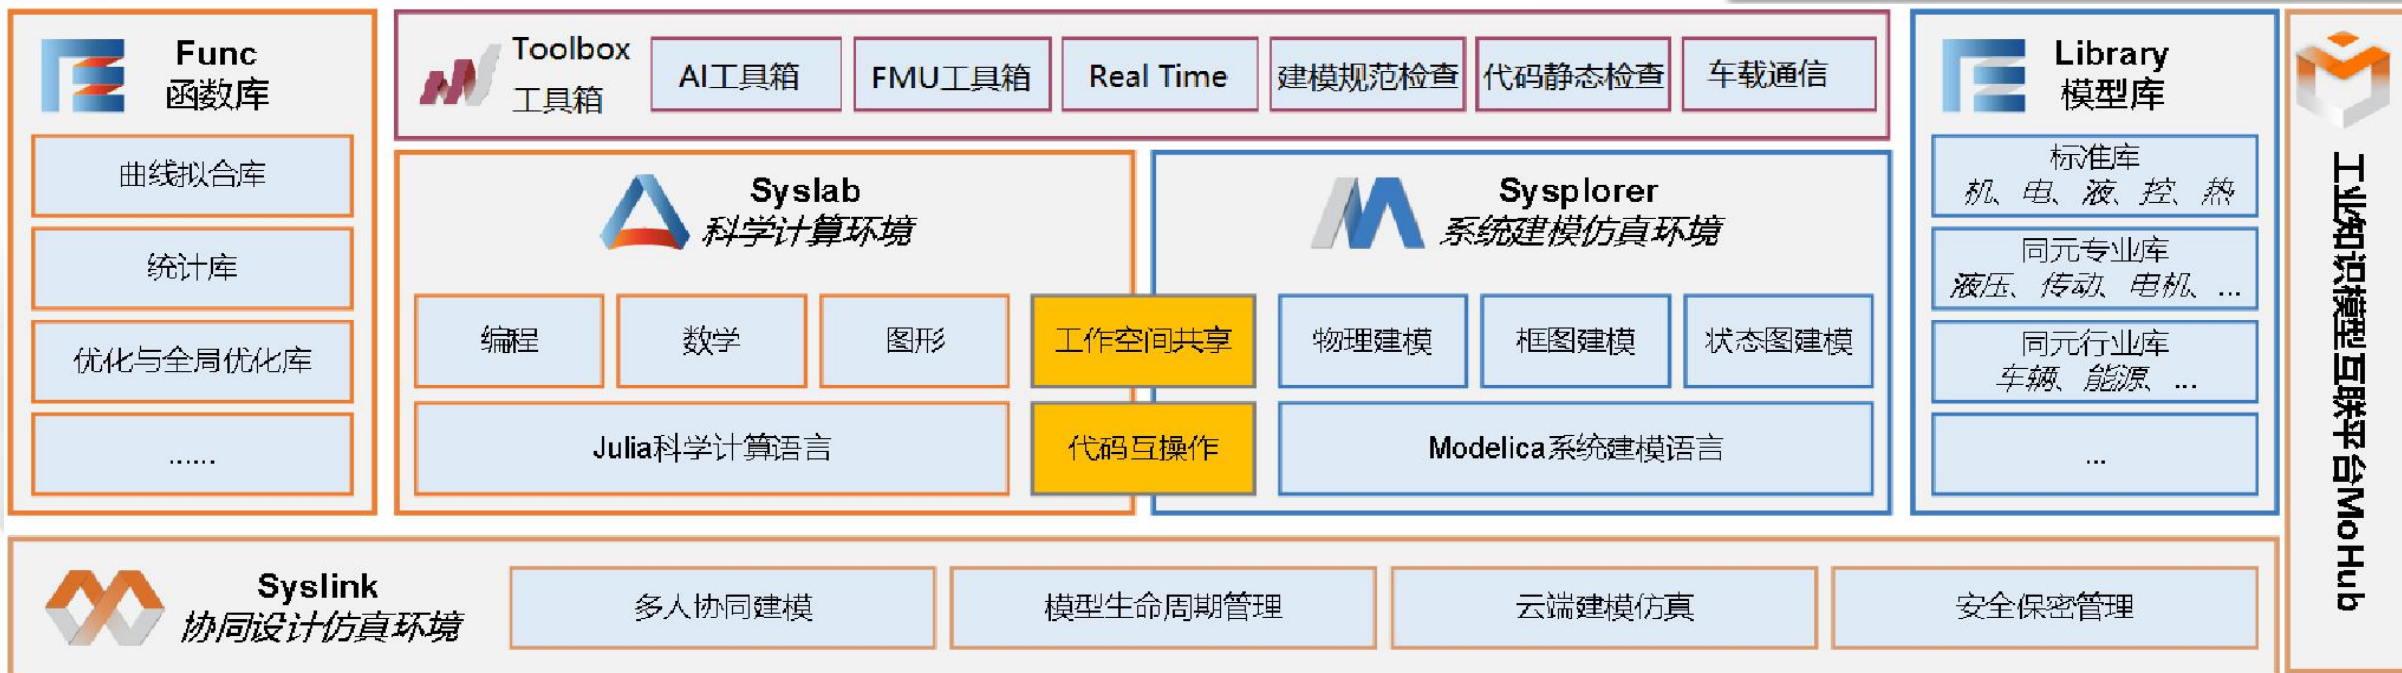 Func
函数库
曲线拟合库
统计库
优化与全局优化库
......
Toolbox
工具箱
AI工具箱
FMU工具箱
Real Time
建模规范检查
代码静态检查
车载通信
Syslab
科学计算环境
编程
数学
图形
Julia科学计算语言
工作空间共享
代码互操作
Sysplorer
系统建模仿真环境
物理建模
框图建模
状态图建模
Modelica系统建模语言
Library
模型库
标准库
机、电、液、控、热
同元专业库
液压、传动、电机、...
同元行业库
车辆、能源、...
...
Syslink
协同设计仿真环境
多人协同建模
模型生命周期管理
云端建模仿真
安全保密管理
工业知识模型互联平台MoHub